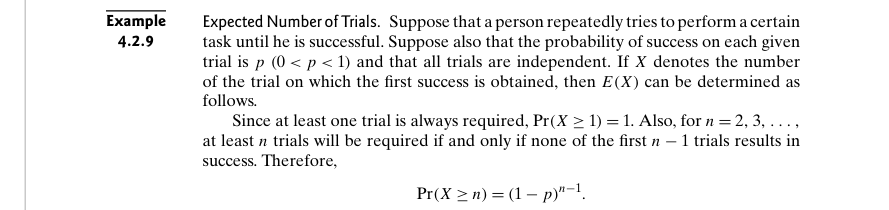 Example 4.2.9
Expected Number of Trials. Suppose that a person repeatedly tries to perform a certain
task until he is successful. Suppose also that the probability of success on each given
trial is p (0 < p < 1) and that all trials are independent. If X denotes the number
of the trial on which the first success is obtained, then E(X) can be determined as
follows.
Since at least one trial is always required, Pr(X ≥ 1) = 1. Also, for n = 2, 3, . . . ,
at least n trials will be required if and only if none of the first n − 1 trials results in
success. Therefore,
Pr(X ≥ n) = (1 − p)ⁿ⁻¹.